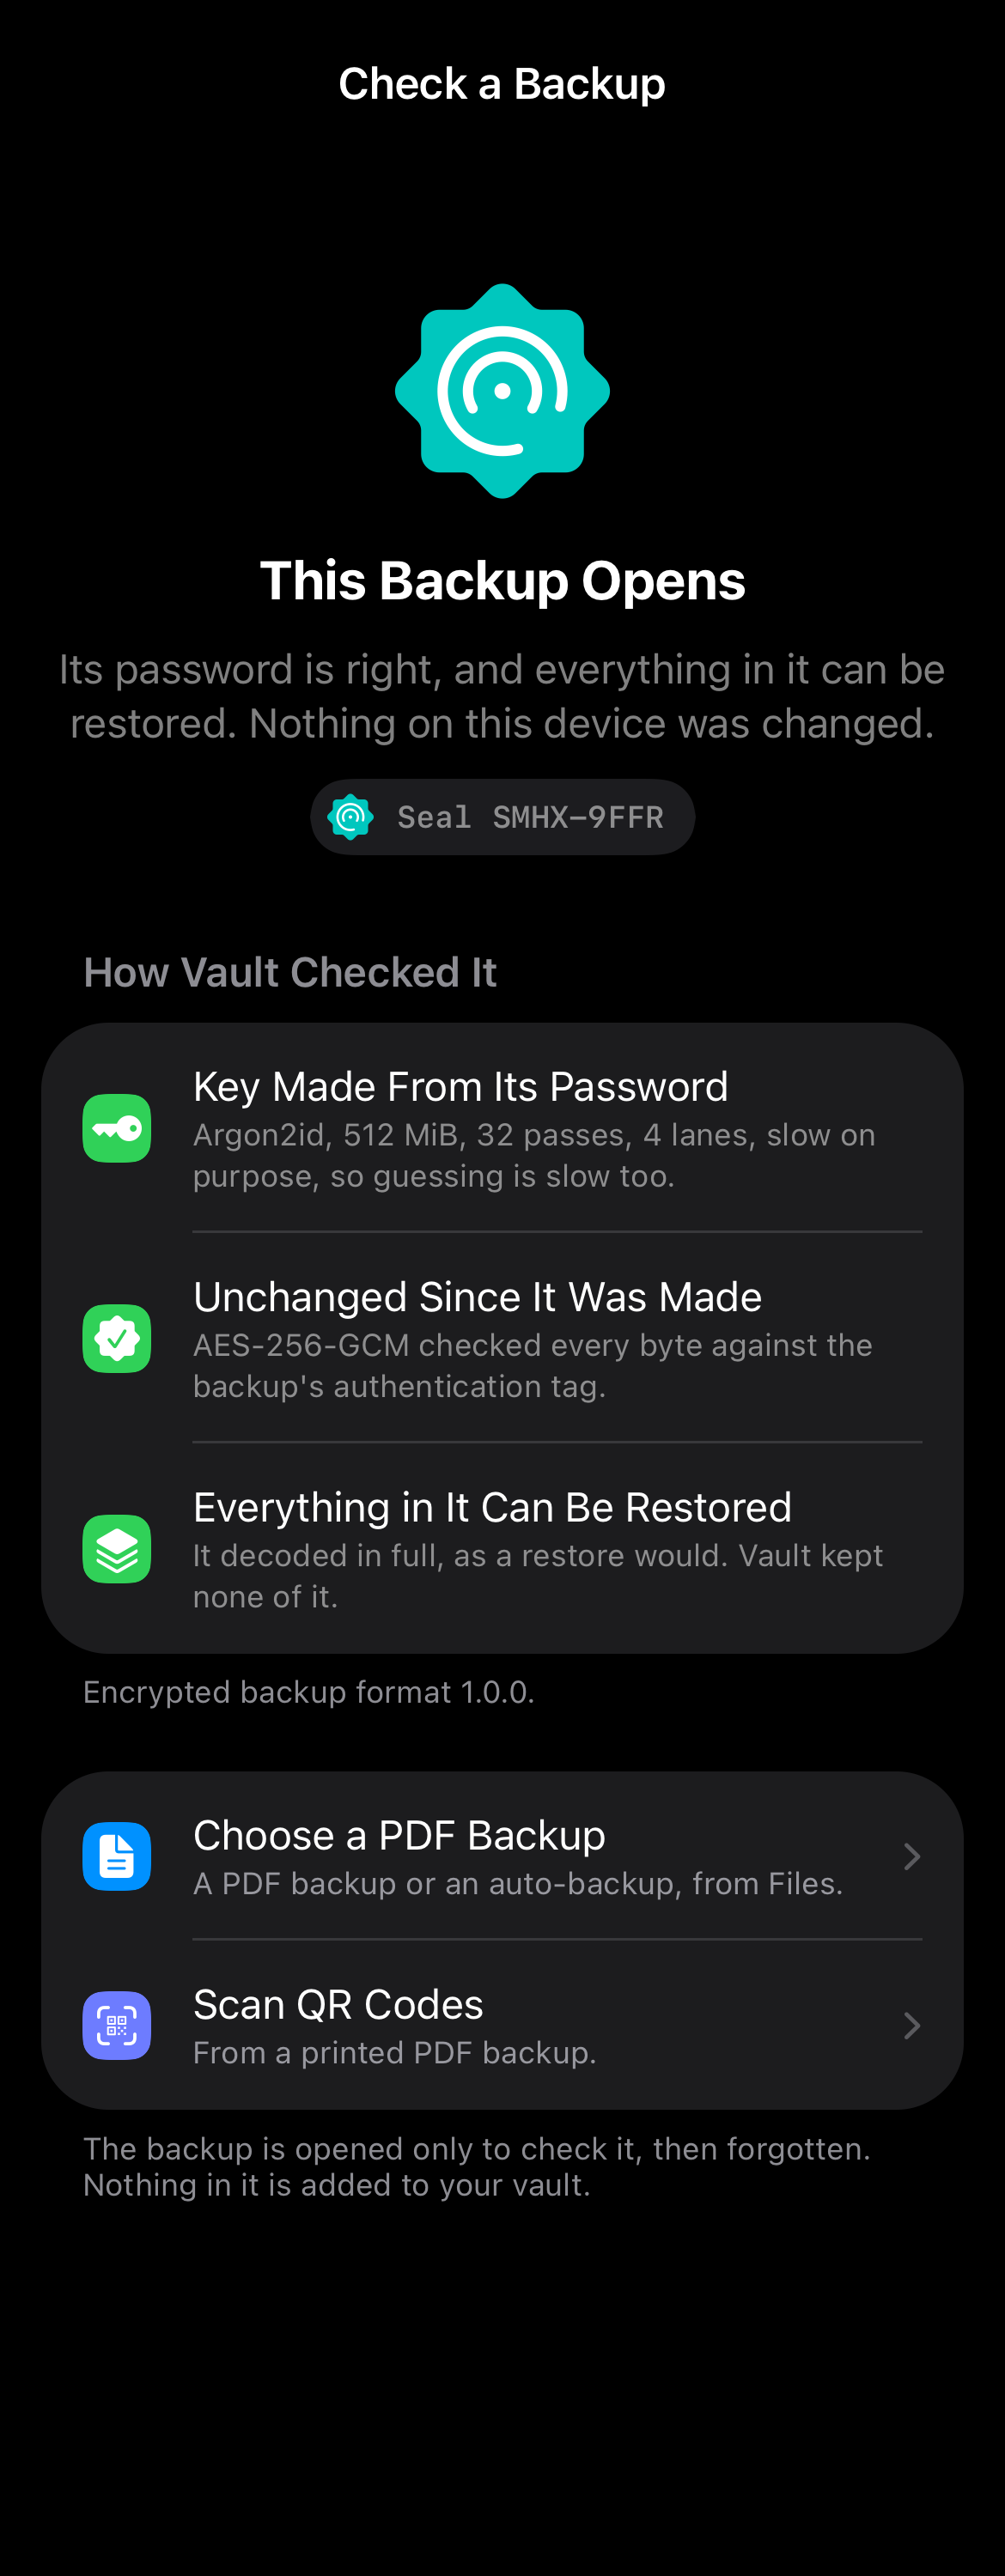 Check a Backup
This Backup Opens
Its password is right, and everything in it can be
restored. Nothing on this device was changed.
Seal SMHX–9FFR
How Vault Checked It
Key Made From Its Password
Argon2id, 512 MiB, 32 passes, 4 lanes, slow on
purpose, so guessing is slow too.
Unchanged Since It Was Made
AES-256-GCM checked every byte against the
backup's authentication tag.
Everything in It Can Be Restored
It decoded in full, as a restore would. Vault kept
none of it.
Encrypted backup format 1.0.0.
Choose a PDF Backup
A PDF backup or an auto-backup, from Files.
Scan QR Codes
From a printed PDF backup.
The backup is opened only to check it, then forgotten.
Nothing in it is added to your vault.